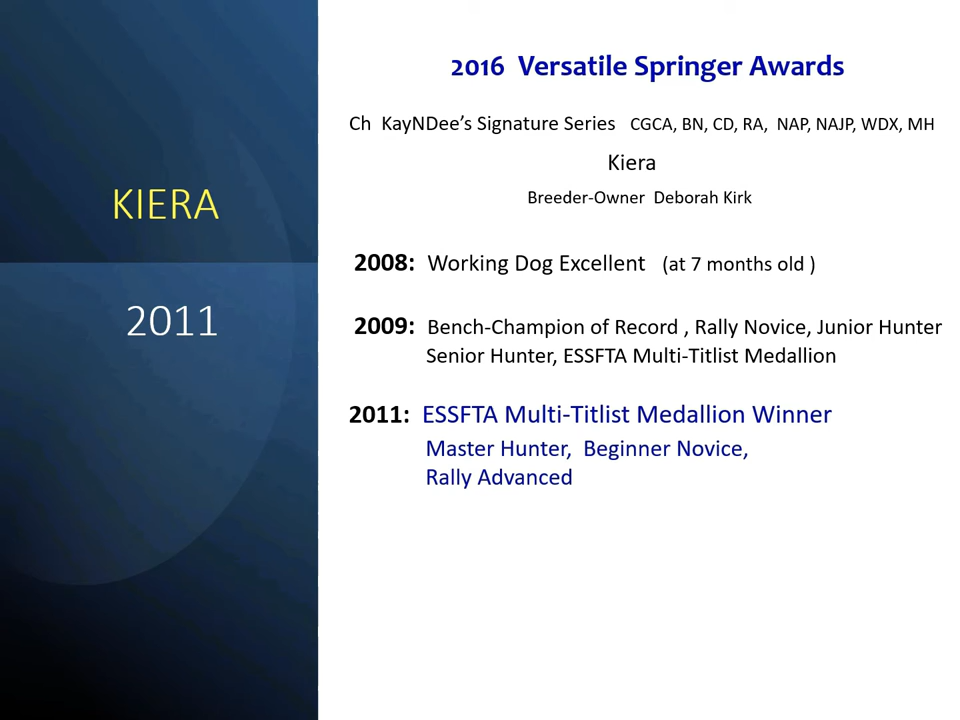 KIERA
2011
2016 Versatile Springer Awards
Ch KayNDee’s Signature Series CGCA, BN, CD, RA, NAP, NAJP, WDX, MH
Kiera
Breeder-Owner Deborah Kirk
2008: Working Dog Excellent (at 7 months old )
2009: Bench-Champion of Record , Rally Novice, Junior Hunter
Senior Hunter, ESSFTA Multi-Titlist Medallion
2011: ESSFTA Multi-Titlist Medallion Winner
Master Hunter, Beginner Novice,
Rally Advanced